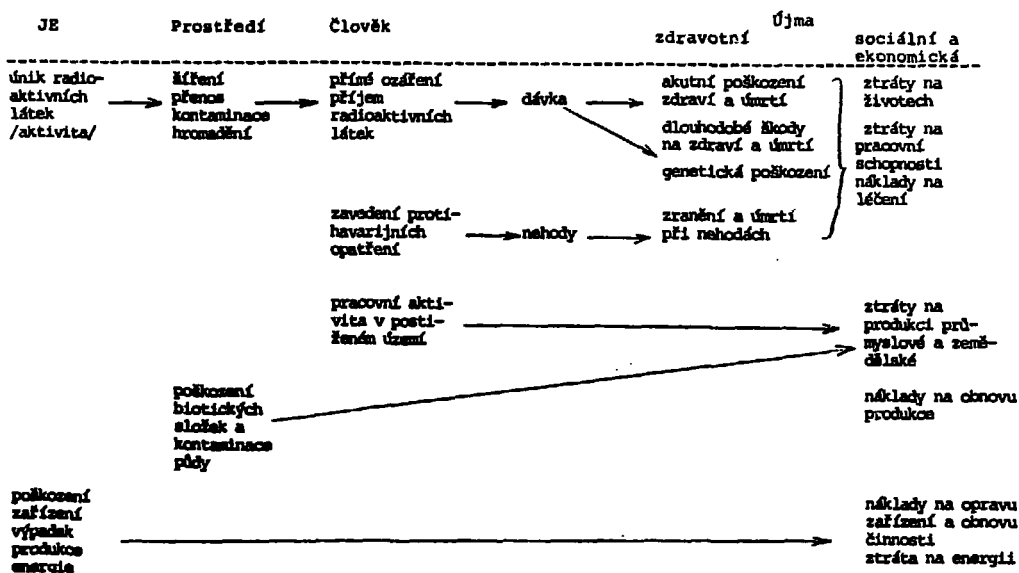 JE
Prostředí
Člověk
Újma
zdravotní
sociální a
ekonomická
únik radio-
aktivních
látek
/aktivita/
šíření
přenos
kontaminace
hromadění
přímé ozáření
příjem
radioaktivních
látek
dávka
akutní poškození
zdraví a úmrtí
dlouhodobé škody
na zdraví a úmrtí
genetická poškození
ztráty na
životech
ztráty na
pracovní
schopnosti
náklady na
léčení
zavedení proti-
havarijních
opatření
nehody
zranění a úmrtí
při nehodách
pracovní akti-
vita v posti-
ženém území
ztráty na
produkci prů-
myslové a země-
dělské
poškození
biotických
složek a
kontaminace
půdy
náklady na obnovu
produkce
poškození
zařízení
výpadek
produkce
energie
náklady na opravu
zařízení a obnovu
činnosti
ztráta na energii